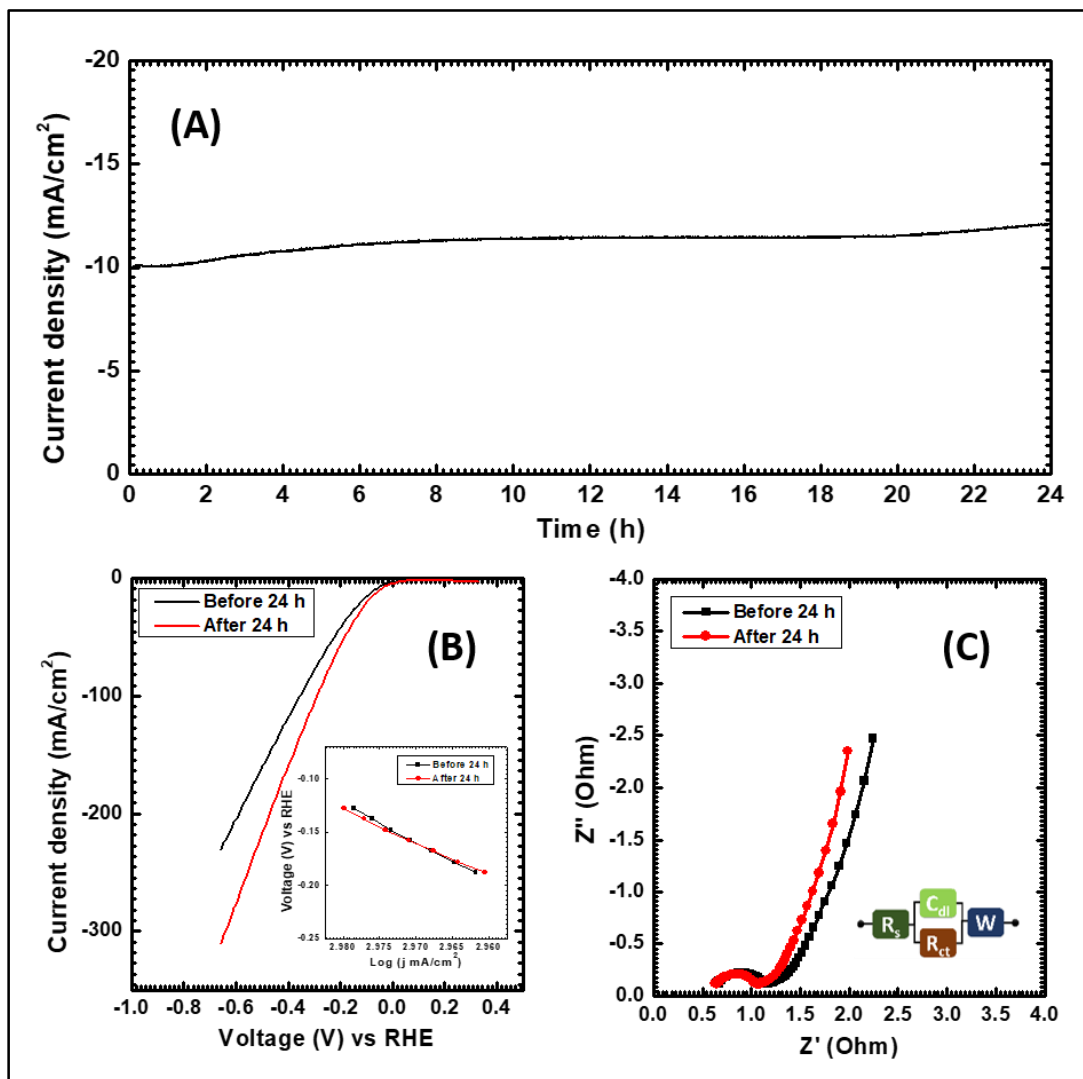 (A)
Current density (mA/cm²)
-20
-15
-10
-5
0
0 2 4 6 8 10 12 14 16 18 20 22 24
Time (h)
(B)
Before 24 h
After 24 h
Current density (mA/cm²)
0
-100
-200
-300
-1.0 -0.8 -0.6 -0.4 -0.2 0.0 0.2 0.4
Voltage (V) vs RHE
Before 24 h
After 24 h
Voltage (V) vs RHE
-0.10
-0.15
-0.20
-0.25
2.980 2.975 2.970 2.965 2.960
Log (j mA/cm²)
(C)
Before 24 h
After 24 h
Z'' (Ohm)
-4.0
-3.5
-3.0
-2.5
-2.0
-1.5
-1.0
-0.5
0.0
0.0 0.5 1.0 1.5 2.0 2.5 3.0 3.5 4.0
Z' (Ohm)
Rs
Cdl
Rct
W